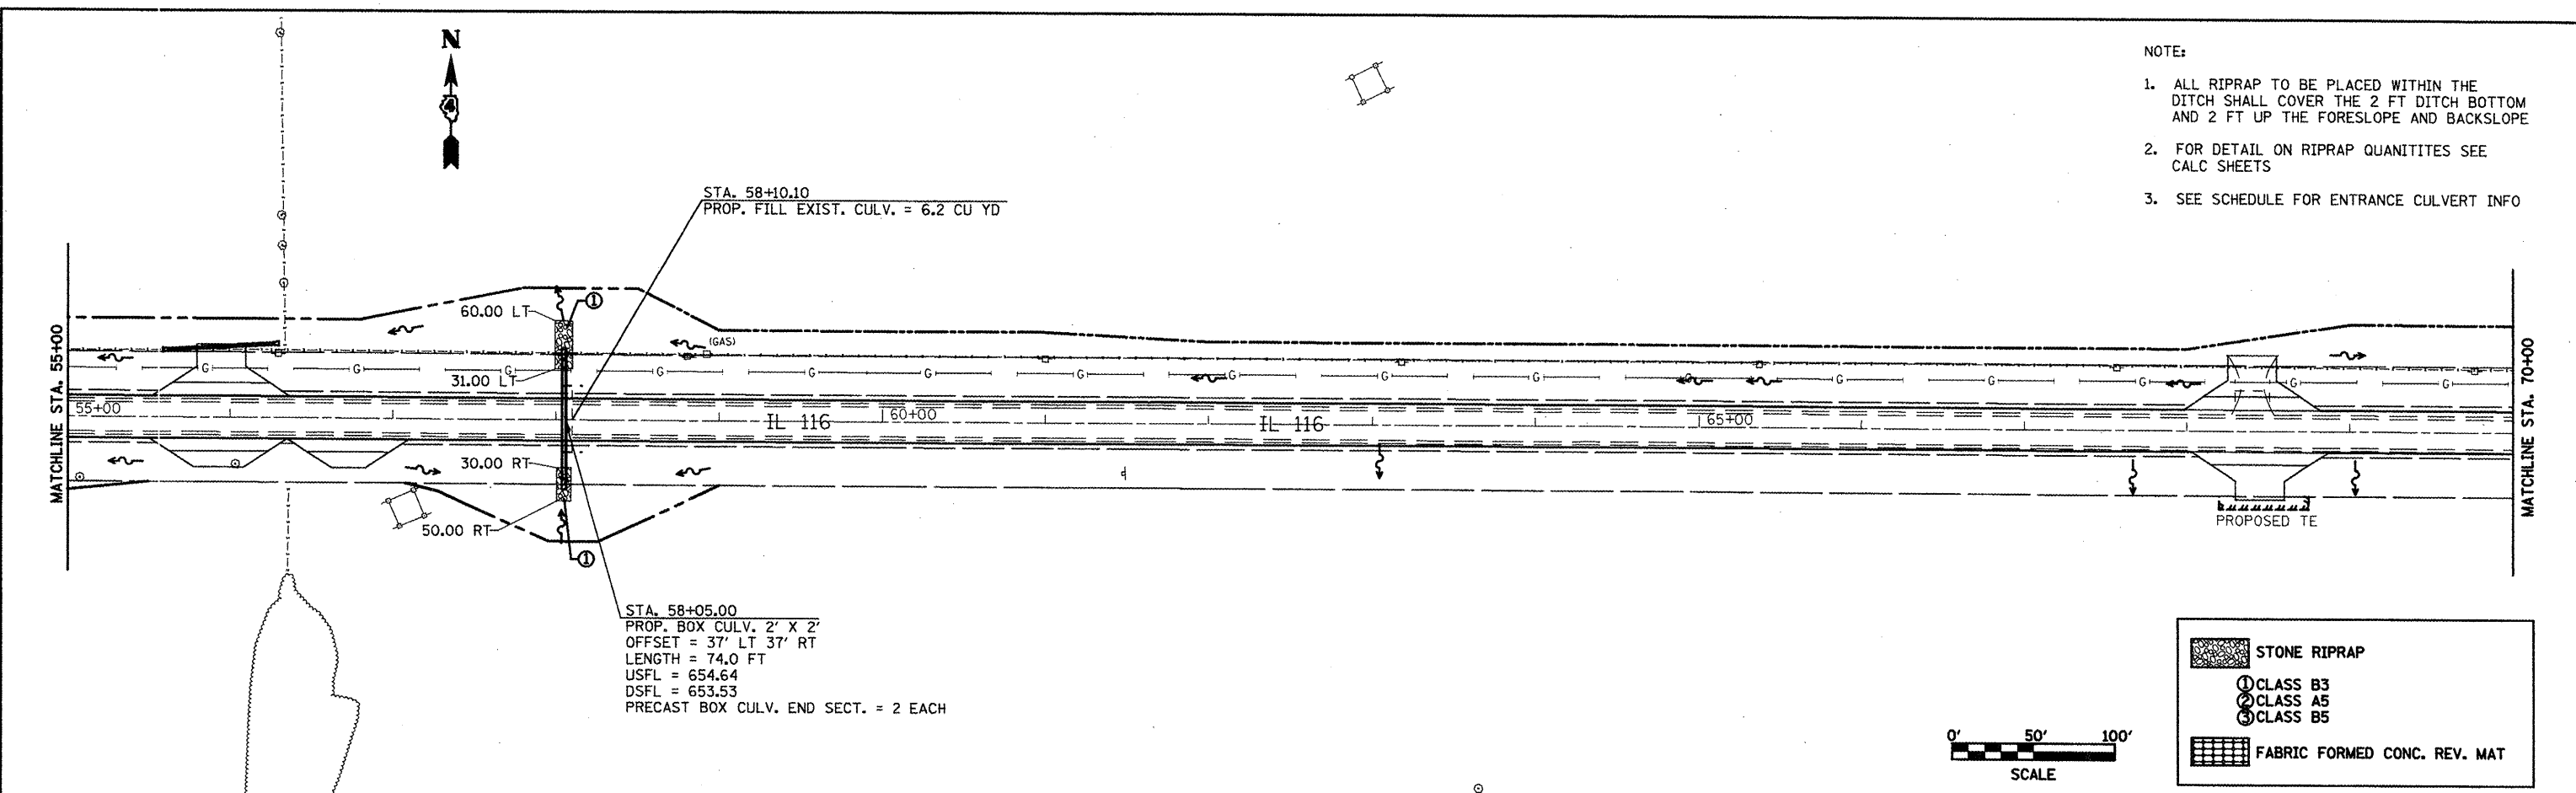 N
4
NOTE:
1. ALL RIPRAP TO BE PLACED WITHIN THE
DITCH SHALL COVER THE 2 FT DITCH BOTTOM
AND 2 FT UP THE FORESLOPE AND BACKSLOPE
2. FOR DETAIL ON RIPRAP QUANITITES SEE
CALC SHEETS
3. SEE SCHEDULE FOR ENTRANCE CULVERT INFO
STA. 58+10.10
PROP. FILL EXIST. CULV. = 6.2 CU YD
60.00 LT
1
(GAS)
31.00 LT
G G G G G G G G G G G G G G G
MATCHLINE STA. 55+00
55+00
IL 116
60+00
IL 116
65+00
MATCHLINE STA. 70+00
30.00 RT
50.00 RT
1
PROPOSED TE
STA. 58+05.00
PROP. BOX CULV. 2' X 2'
OFFSET = 37' LT 37' RT
LENGTH = 74.0 FT
USFL = 654.64
DSFL = 653.53
PRECAST BOX CULV. END SECT. = 2 EACH
0' 50' 100'
SCALE
STONE RIPRAP
1 CLASS B3
2 CLASS A5
3 CLASS B5
FABRIC FORMED CONC. REV. MAT